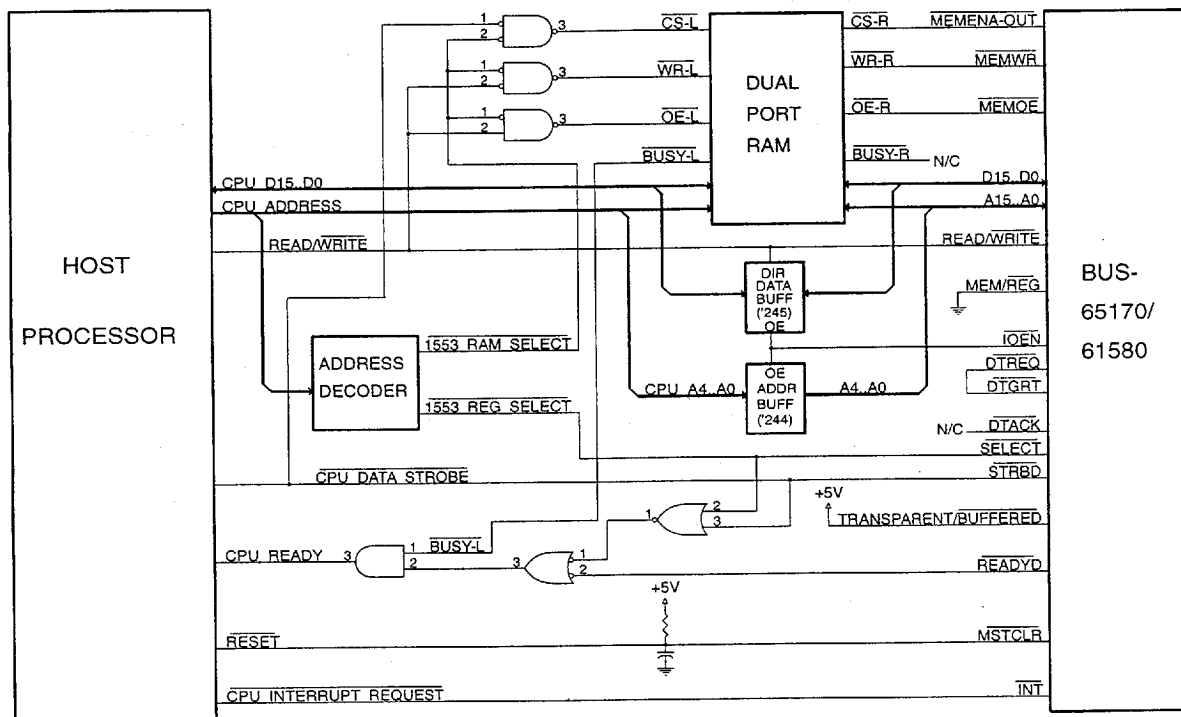 HOST
PROCESSOR
CPU D15..D0
CPU ADDRESS
READ/WRITE
ADDRESS
DECODER
1553 RAM SELECT
1553 REG SELECT
CPU DATA STROBE
CPU READY
RESET
CPU INTERRUPT REQUEST
1
2
3
1
2
3
1
2
3
CS-L
WR-L
OE-L
BUSY-L
DUAL
PORT
RAM
CS-R
WR-R
OE-R
BUSY-R
N/C
MEMENA-OUT
MEMWR
MEMOE
D15..D0
A15..A0
READ/WRITE
DIR
DATA
BUFF
('245)
OE
OE
ADDR
BUFF
('244)
CPU A4..A0
A4..A0
MEM/REG
IOEN
DTREQ
DTGRT
N/C
DTACK
SELECT
STRBD
+5V
TRANSPARENT/BUFFERED
1
2
3
3
1
BUSY-L
2
3
1
2
READYD
+5V
MSTCLR
INT
BUS-
65170/
61580